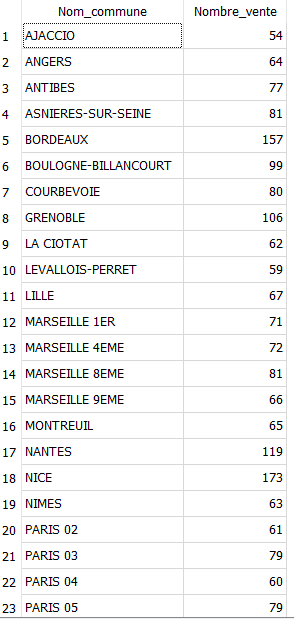 Nom_commune Nombre_vente
1 AJACCIO 54
2 ANGERS 64
3 ANTIBES 77
4 ASNIERES-SUR-SEINE 81
5 BORDEAUX 157
6 BOULOGNE-BILLANCOURT 99
7 COURBEVOIE 80
8 GRENOBLE 106
9 LA CIOTAT 62
10 LEVALLOIS-PERRET 59
11 LILLE 67
12 MARSEILLE 1ER 71
13 MARSEILLE 4EME 72
14 MARSEILLE 8EME 81
15 MARSEILLE 9EME 66
16 MONTREUIL 65
17 NANTES 119
18 NICE 173
19 NIMES 63
20 PARIS 02 61
21 PARIS 03 79
22 PARIS 04 60
23 PARIS 05 79